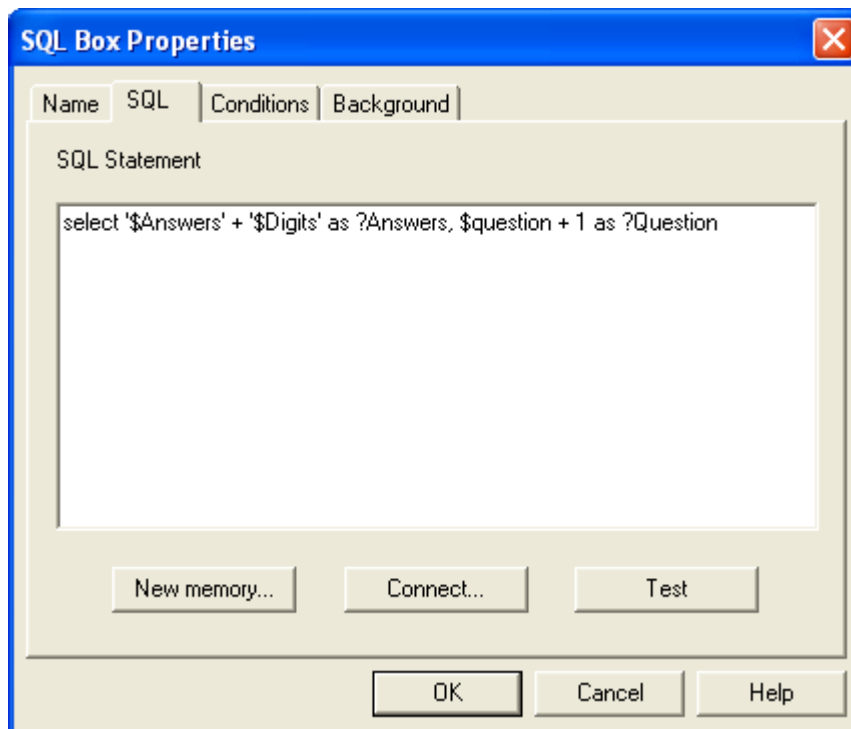 SQL Box Properties
Name SQL Conditions Background
SQL Statement
select '$Answers' + '$Digits' as ?Answers, $question + 1 as ?Question
New memory... Connect... Test
OK Cancel Help